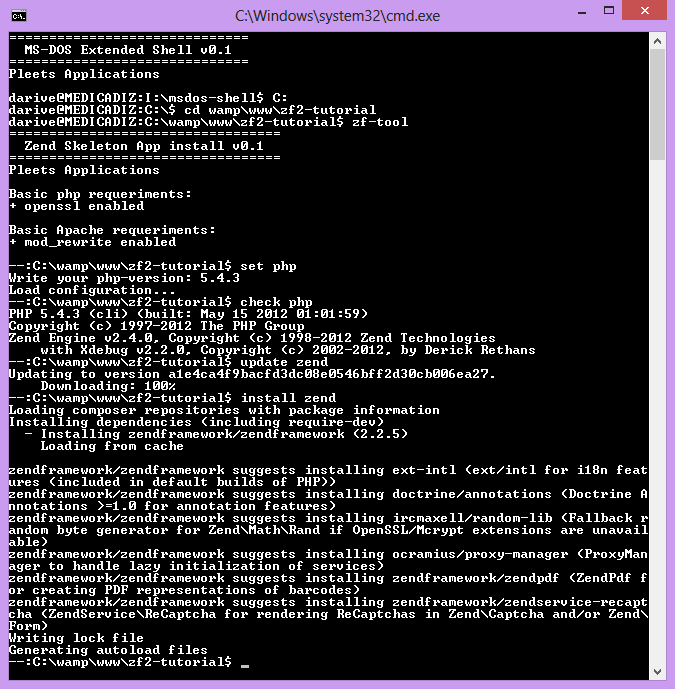 C:\Windows\system32\cmd.exe
==============================
  MS-DOS Extended Shell v0.1
==============================
Pleets Applications
darive@MEDICADIZ:I:\msdos-shell$ C:
darive@MEDICADIZ:C:\$ cd wamp\www\zf2-tutorial
darive@MEDICADIZ:C:\wamp\www\zf2-tutorial$ zf-tool
==================================
  Zend Skeleton App install v0.1
==================================
Pleets Applications
Basic php requeriments:
+ openssl enabled
Basic Apache requeriments:
+ mod_rewrite enabled
--:C:\wamp\www\zf2-tutorial$ set php
Write your php-version: 5.4.3
Load configuration...
--:C:\wamp\www\zf2-tutorial$ check php
PHP 5.4.3 (cli) (built: May 15 2012 01:01:59)
Copyright (c) 1997-2012 The PHP Group
Zend Engine v2.4.0, Copyright (c) 1998-2012 Zend Technologies
    with Xdebug v2.2.0, Copyright (c) 2002-2012, by Derick Rethans
--:C:\wamp\www\zf2-tutorial$ update zend
Updating to version a1e4ca4f9bacfd3dc08e0546bff2d30cb006ea27.
    Downloading: 100%
--:C:\wamp\www\zf2-tutorial$ install zend
Loading composer repositories with package information
Installing dependencies (including require-dev)
  - Installing zendframework/zendframework (2.2.5)
    Loading from cache
zendframework/zendframework suggests installing ext-intl (ext/intl for i18n feat
ures (included in default builds of PHP))
zendframework/zendframework suggests installing doctrine/annotations (Doctrine A
nnotations >=1.0 for annotation features)
zendframework/zendframework suggests installing ircmaxell/random-lib (Fallback r
andom byte generator for Zend\Math\Rand if OpenSSL/Mcrypt extensions are unavail
able)
zendframework/zendframework suggests installing ocramius/proxy-manager (ProxyMan
ager to handle lazy initialization of services)
zendframework/zendframework suggests installing zendframework/zendpdf (ZendPdf f
or creating PDF representations of barcodes)
zendframework/zendframework suggests installing zendframework/zendservice-recapt
cha (ZendService\ReCaptcha for rendering ReCaptchas in Zend\Captcha and/or Zend\
Form)
Writing lock file
Generating autoload files
--:C:\wamp\www\zf2-tutorial$ _